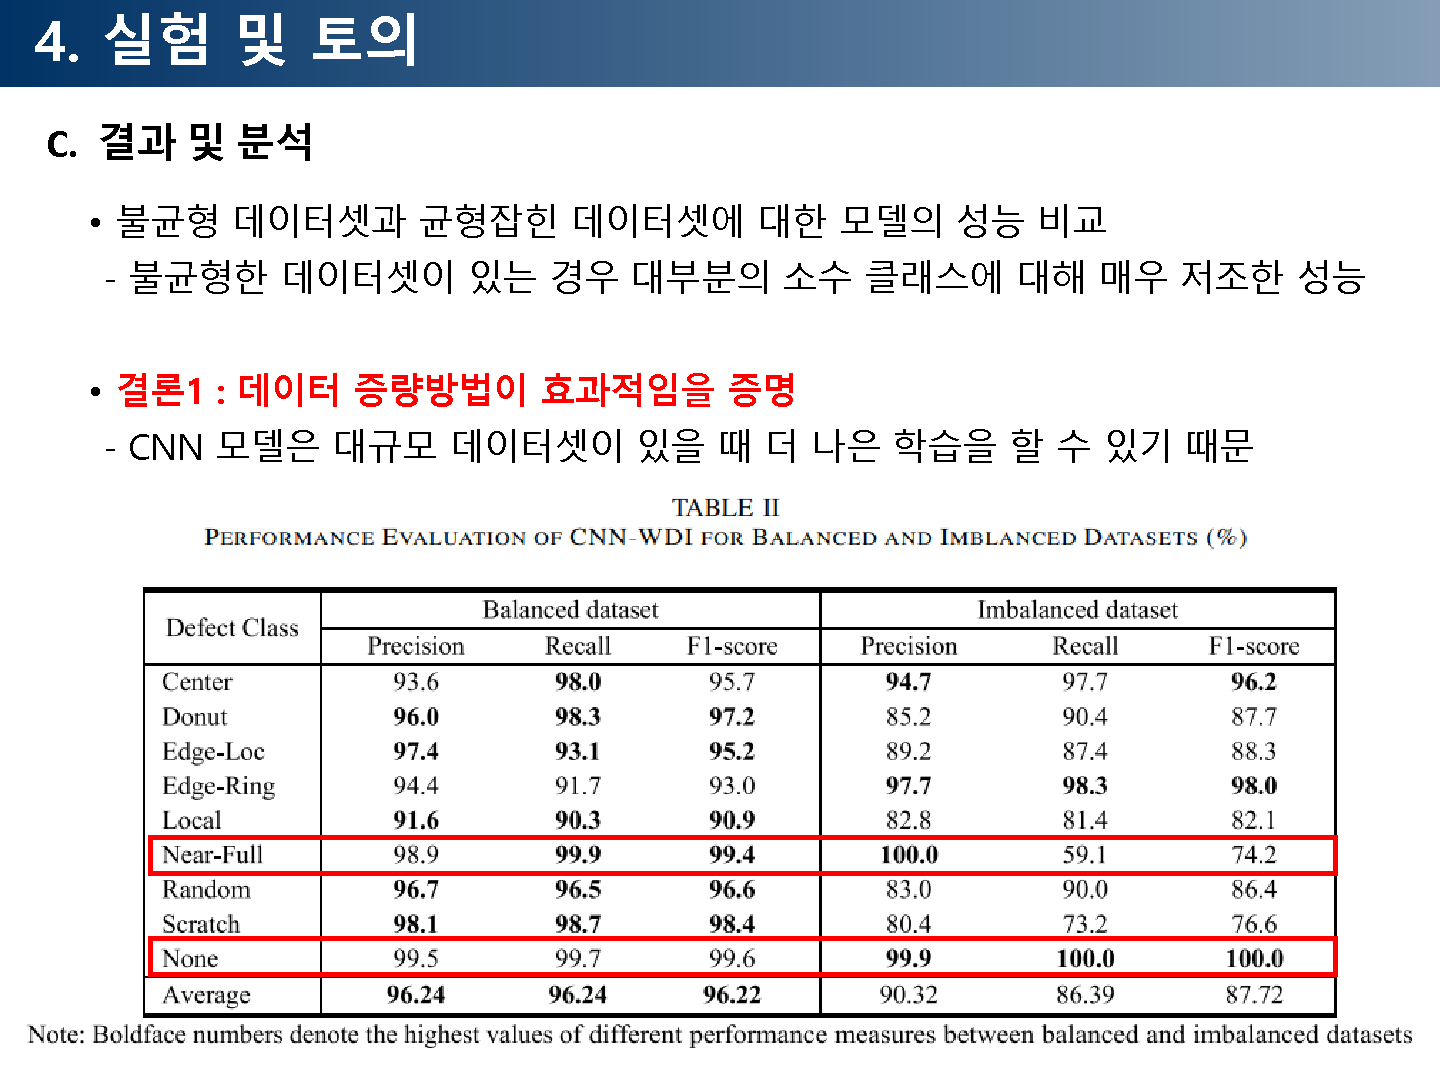 4. 실험 및 토의
C. 결과 및 분석
• 불균형 데이터셋과 균형잡힌 데이터셋에 대한 모델의 성능 비교
- 불균형한 데이터셋이 있는 경우 대부분의 소수 클래스에 대해 매우 저조한 성능
• 결론1 : 데이터 증량방법이 효과적임을 증명
- CNN 모델은 대규모 데이터셋이 있을 때 더 나은 학습을 할 수 있기 때문
TABLE II
PERFORMANCE EVALUATION OF CNN-WDI FOR BALANCED AND IMBLANCED DATASETS (%)
Defect Class Balanced dataset Imbalanced dataset
Precision Recall F1-score Precision Recall F1-score
Center 93.6 98.0 95.7 94.7 97.7 96.2
Donut 96.0 98.3 97.2 85.2 90.4 87.7
Edge-Loc 97.4 93.1 95.2 89.2 87.4 88.3
Edge-Ring 94.4 91.7 93.0 97.7 98.3 98.0
Local 91.6 90.3 90.9 82.8 81.4 82.1
Near-Full 98.9 99.9 99.4 100.0 59.1 74.2
Random 96.7 96.5 96.6 83.0 90.0 86.4
Scratch 98.1 98.7 98.4 80.4 73.2 76.6
None 99.5 99.7 99.6 99.9 100.0 100.0
Average 96.24 96.24 96.22 90.32 86.39 87.72
Note: Boldface numbers denote the highest values of different performance measures between balanced and imbalanced datasets